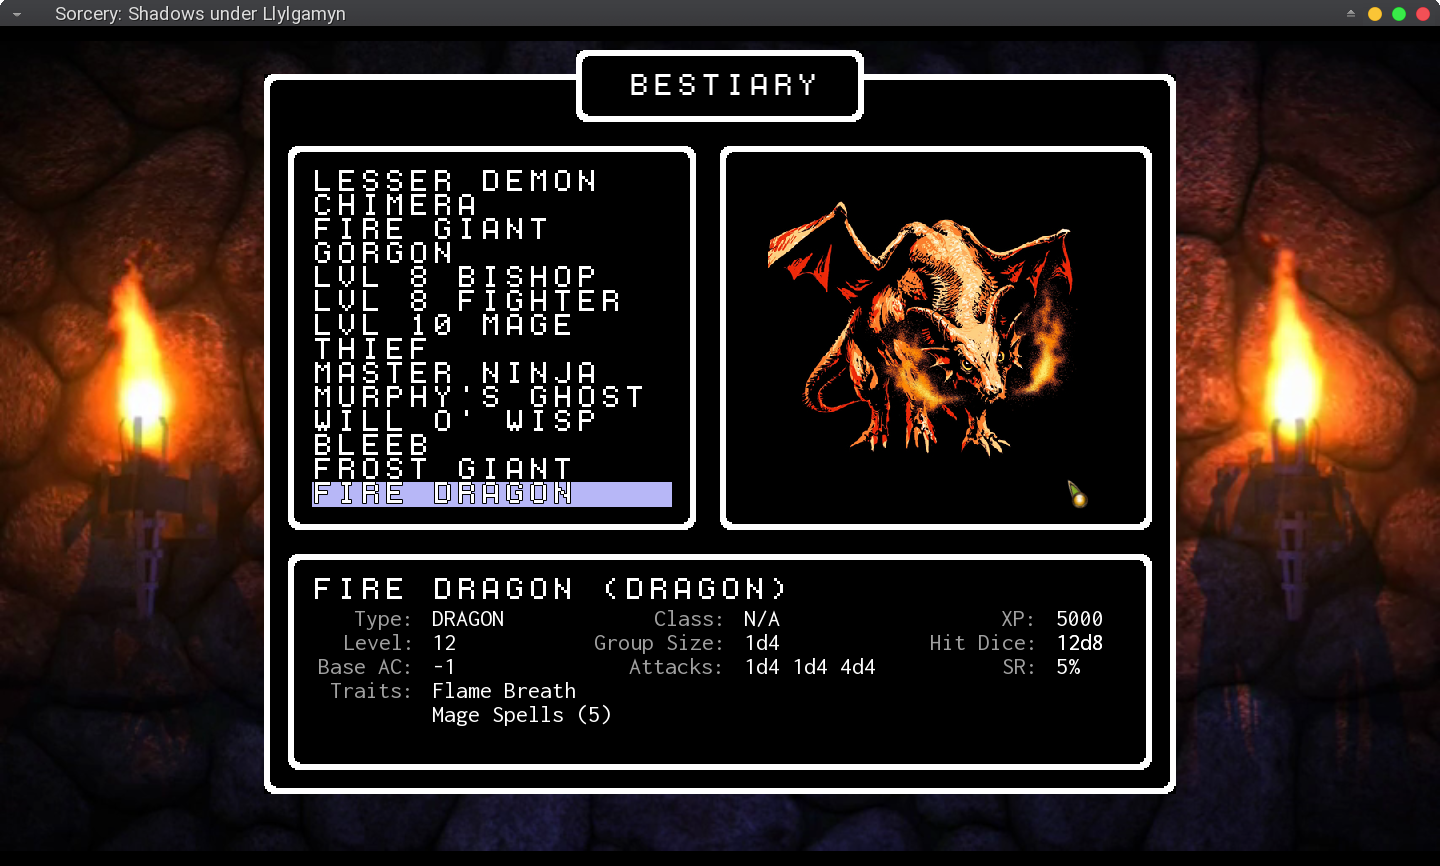 Sorcery: Shadows under Llylgamyn
BESTIARY
LESSER DEMON
CHIMERA
FIRE GIANT
GORGON
LVL 8 BISHOP
LVL 8 FIGHTER
LVL 10 MAGE
THIEF
MASTER NINJA
MURPHY'S GHOST
WILL O' WISP
BLEEB
FROST GIANT
FIRE DRAGON
FIRE DRAGON (DRAGON)
Type: DRAGON Class: N/A XP: 5000
Level: 12 Group Size: 1d4 Hit Dice: 12d8
Base AC: -1 Attacks: 1d4 1d4 4d4 SR: 5%
Traits: Flame Breath
Mage Spells (5)